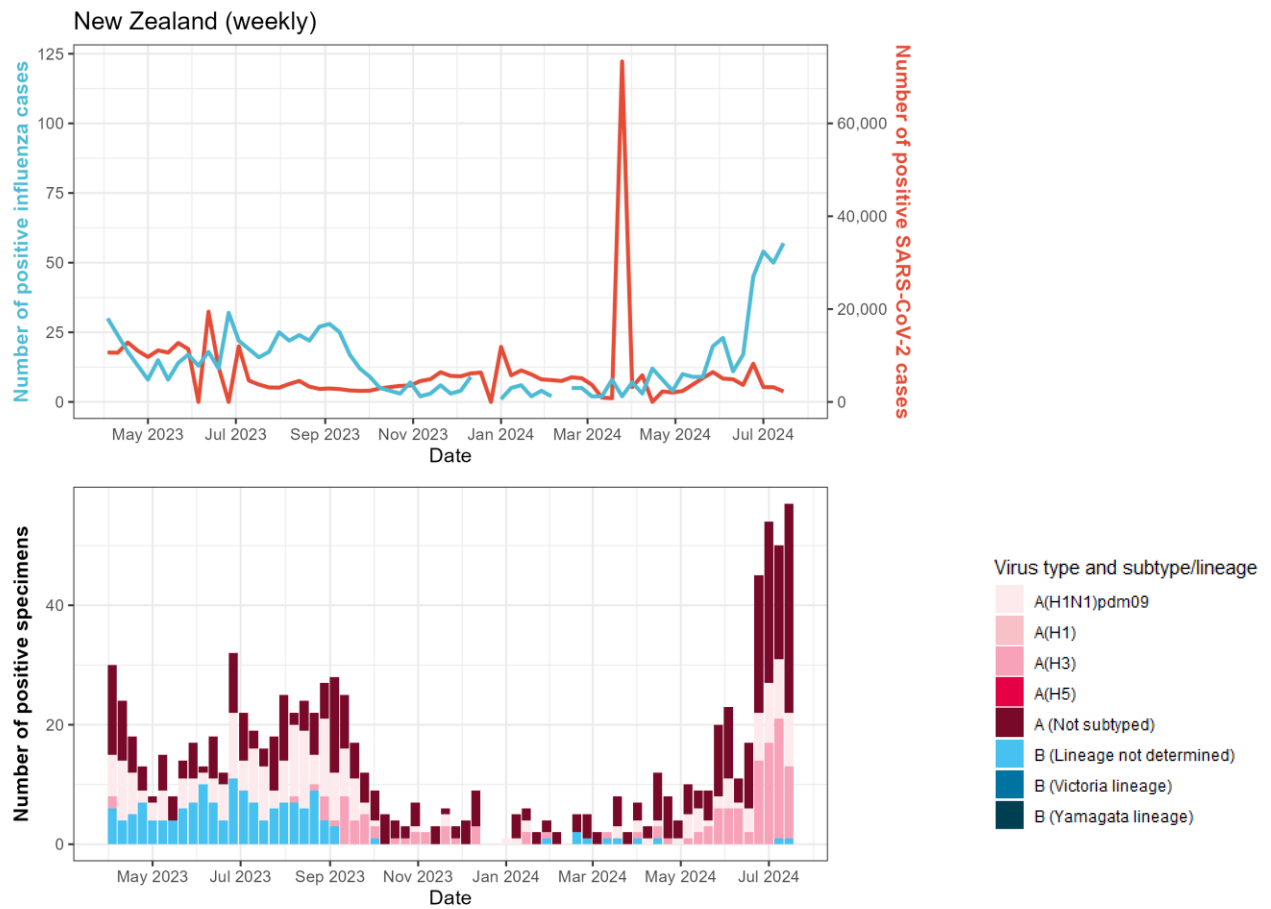 New Zealand (weekly)
Number of positive influenza cases
125
100
75
50
25
0
60,000
40,000
20,000
0
Number of positive SARS-CoV-2 cases
May 2023 Jul 2023 Sep 2023 Nov 2023 Jan 2024 Mar 2024 May 2024 Jul 2024
Date
Number of positive specimens
40
20
0
May 2023 Jul 2023 Sep 2023 Nov 2023 Jan 2024 Mar 2024 May 2024 Jul 2024
Date
Virus type and subtype/lineage
A(H1N1)pdm09
A(H1)
A(H3)
A(H5)
A (Not subtyped)
B (Lineage not determined)
B (Victoria lineage)
B (Yamagata lineage)